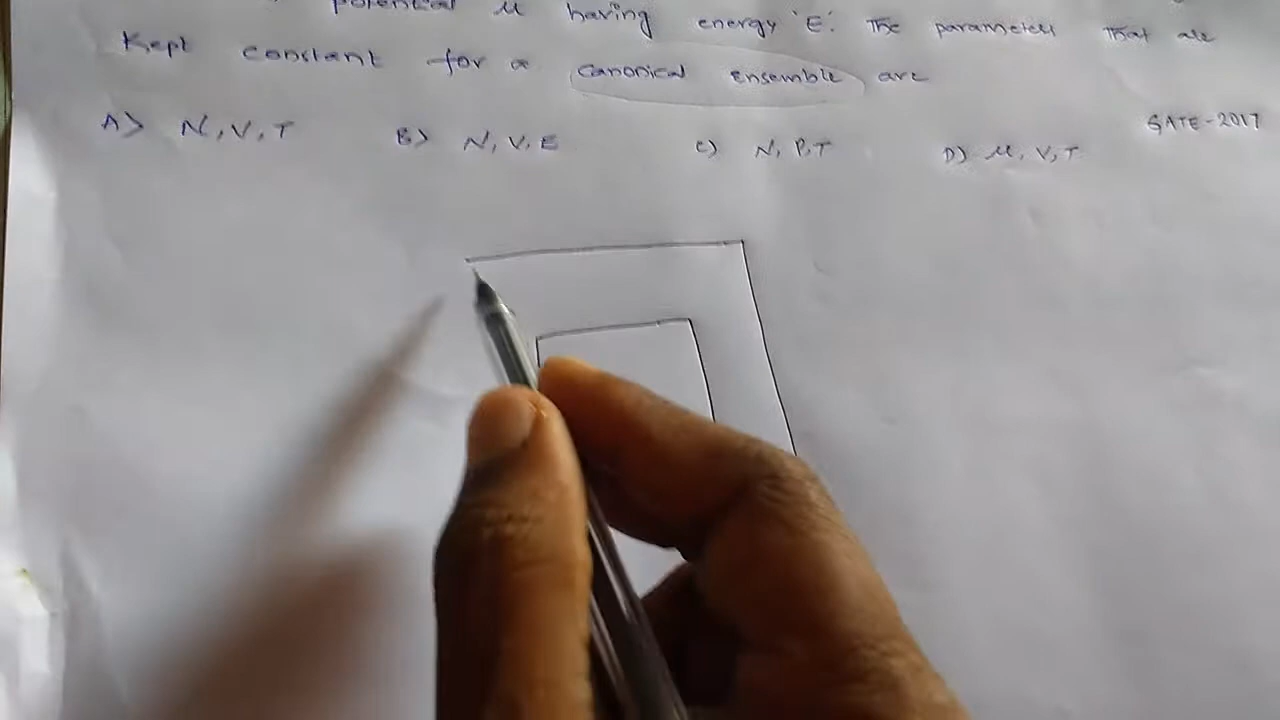 potential μ having energy 'E'. The parameters that are
Kept constant for a canonical ensemble are
GATE-2017
A) N, V, T B) N, V, E C) N, P, T D) μ, V, T